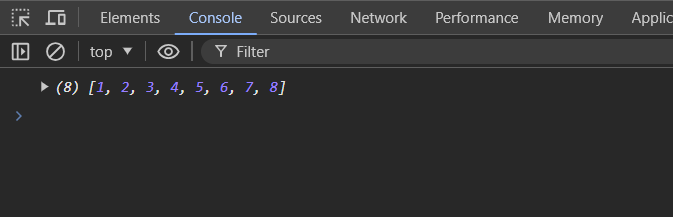 Elements Console Sources Network Performance Memory Applic
top Filter
(8) [1, 2, 3, 4, 5, 6, 7, 8]